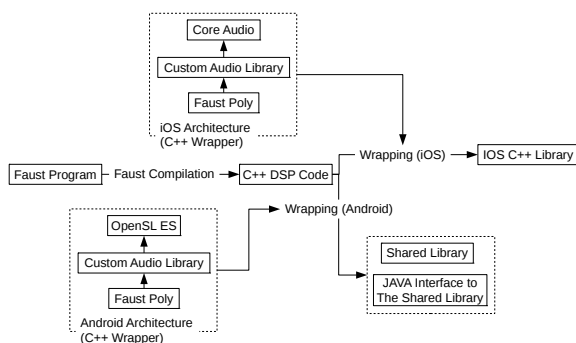 Core Audio
Custom Audio Library
Faust Poly
iOS Architecture
(C++ Wrapper)
Wrapping (iOS)
IOS C++ Library
Faust Program
Faust Compilation
C++ DSP Code
Wrapping (Android)
OpenSL ES
Custom Audio Library
Faust Poly
Android Architecture
(C++ Wrapper)
Shared Library
JAVA Interface to
The Shared Library